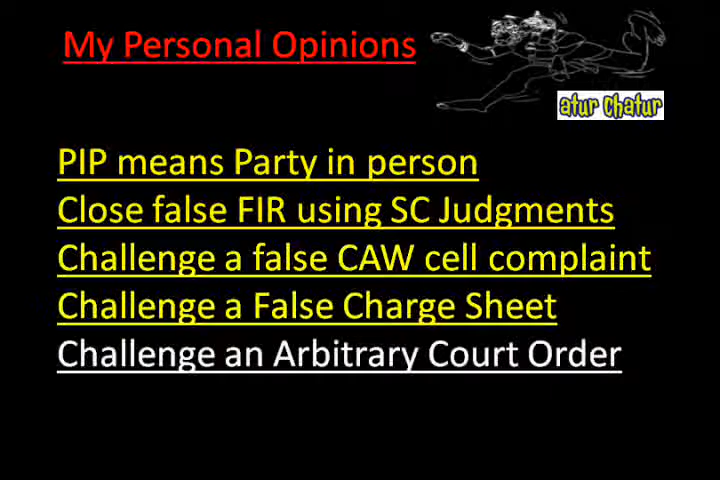 My Personal Opinions
atur chatur
PIP means Party in person
Close false FIR using SC Judgments
Challenge a false CAW cell complaint
Challenge a False Charge Sheet
Challenge an Arbitrary Court Order